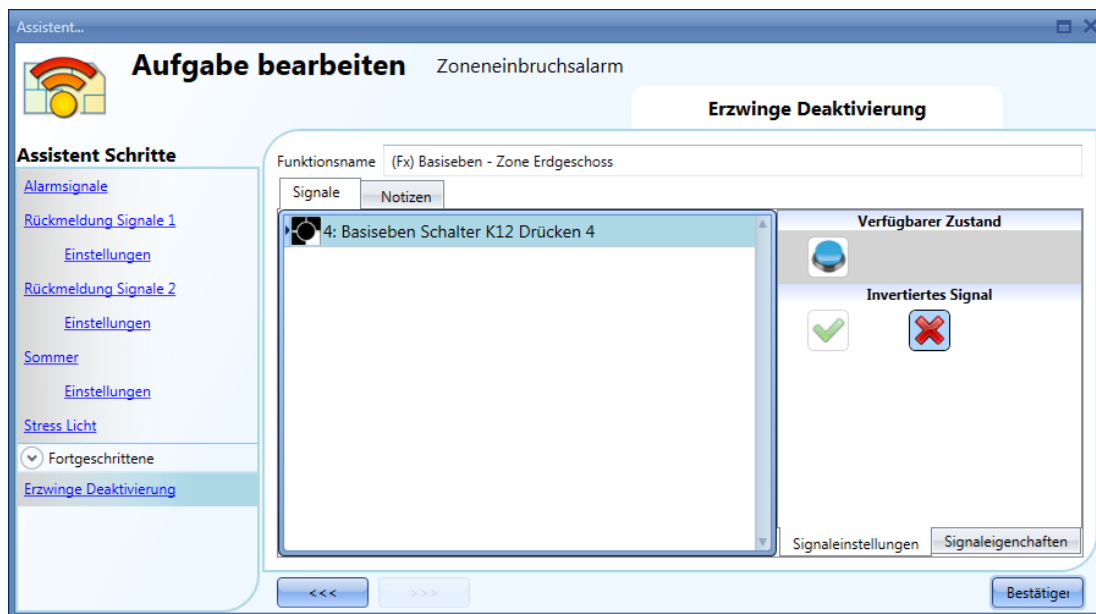 Assistent...
Aufgabe bearbeiten Zoneneinbruchsalarm
Erzwinge Deaktivierung
Assistent Schritte
Alarmsignale
Rückmeldung Signale 1
Einstellungen
Rückmeldung Signale 2
Einstellungen
Sommer
Einstellungen
Stress Licht
Fortgeschrittene
Erzwinge Deaktivierung
Funktionsname (Fx) Basiseben - Zone Erdgeschoss
Signale Notizen
4: Basiseben Schalter K12 Drücken 4
Verfügbarer Zustand
Invertiertes Signal
Signaleinstellungen Signaleigenchaften
<<< >>> Bestätiger